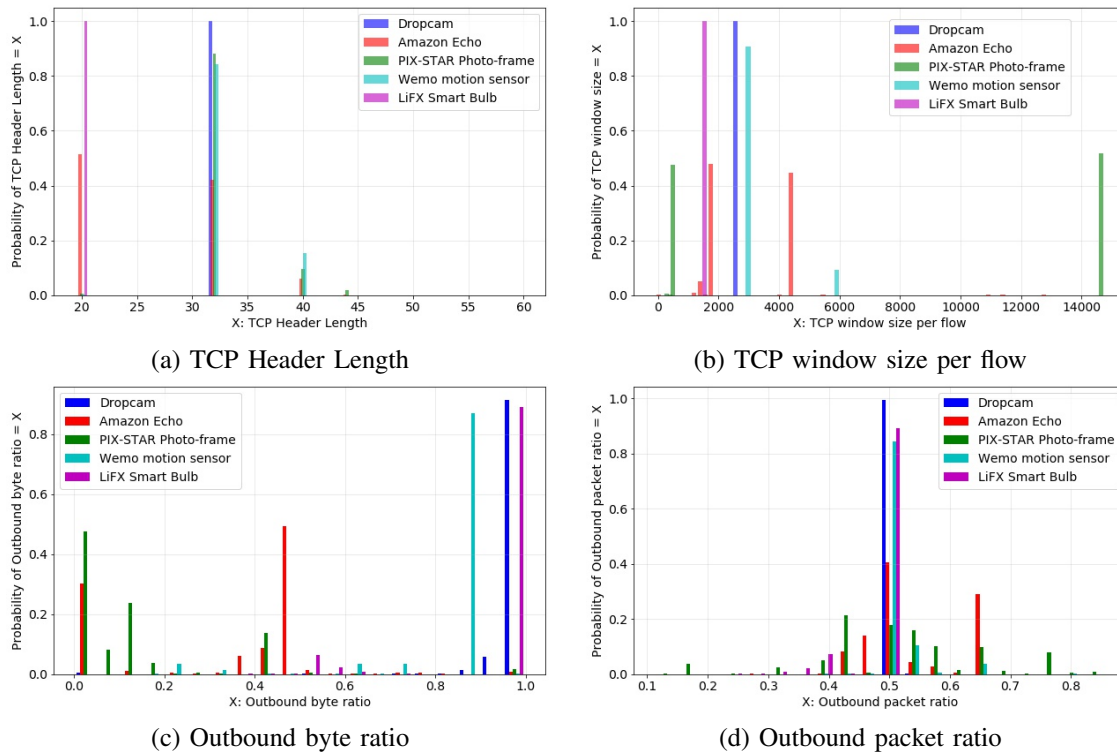 1.0
0.8
0.6
0.4
0.2
0.0
Probability of TCP Header Length = X
Dropcam
Amazon Echo
PIX-STAR Photo-frame
Wemo motion sensor
LiFX Smart Bulb
20 25 30 35 40 45 50 55 60
X: TCP Header Length
(a) TCP Header Length
1.0
0.8
0.6
0.4
0.2
0.0
Probability of TCP window size = X
Dropcam
Amazon Echo
PIX-STAR Photo-frame
Wemo motion sensor
LiFX Smart Bulb
0 2000 4000 6000 8000 10000 12000 14000
X: TCP window size per flow
(b) TCP window size per flow
0.8
0.6
0.4
0.2
0.0
Probability of Outbound byte ratio = X
Dropcam
Amazon Echo
PIX-STAR Photo-frame
Wemo motion sensor
LiFX Smart Bulb
0.0 0.2 0.4 0.6 0.8 1.0
X: Outbound byte ratio
(c) Outbound byte ratio
1.0
0.8
0.6
0.4
0.2
0.0
Probability of Outbound packet ratio = X
Dropcam
Amazon Echo
PIX-STAR Photo-frame
Wemo motion sensor
LiFX Smart Bulb
0.1 0.2 0.3 0.4 0.5 0.6 0.7 0.8
X: Outbound packet ratio
(d) Outbound packet ratio